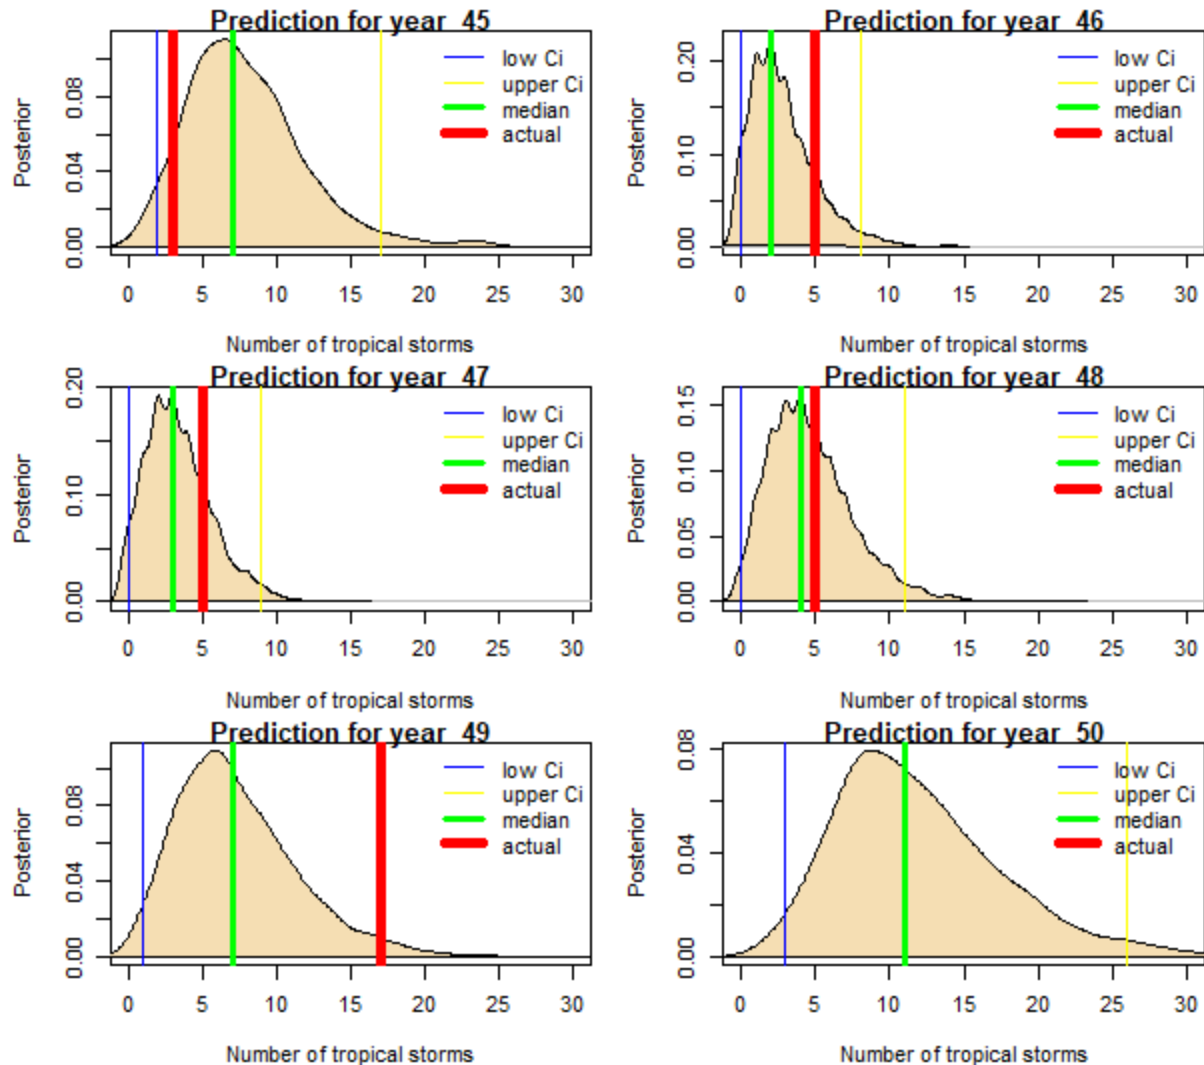 Prediction for year 45
low Ci
upper Ci
median
actual
Posterior
0.00 0.04 0.08
0 5 10 15 20 25 30
Number of tropical storms
Prediction for year 46
low Ci
upper Ci
median
actual
Posterior
0.00 0.10 0.20
0 5 10 15 20 25 30
Number of tropical storms
Prediction for year 47
low Ci
upper Ci
median
actual
Posterior
0.00 0.10 0.20
0 5 10 15 20 25 30
Number of tropical storms
Prediction for year 48
low Ci
upper Ci
median
actual
Posterior
0.00 0.05 0.10 0.15
0 5 10 15 20 25 30
Number of tropical storms
Prediction for year 49
low Ci
upper Ci
median
actual
Posterior
0.00 0.04 0.08
0 5 10 15 20 25 30
Number of tropical storms
Prediction for year 50
low Ci
upper Ci
median
actual
Posterior
0.00 0.04 0.08
0 5 10 15 20 25 30
Number of tropical storms